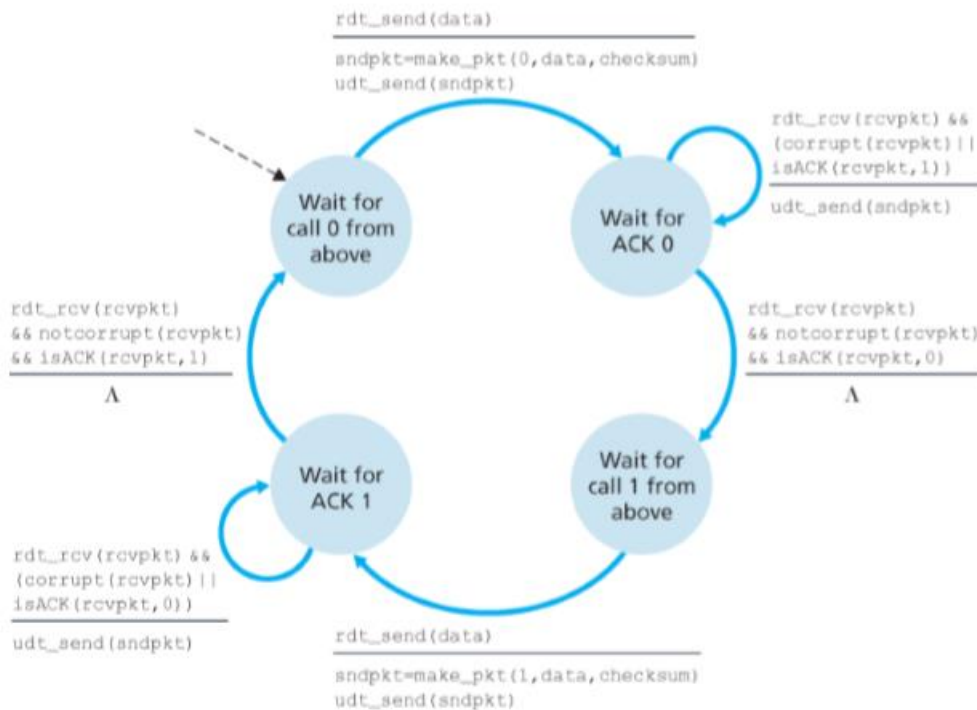 rdt_send(data)
sndpkt=make_pkt(0,data,checksum)
udt_send(sndpkt)
rdt_rcv(rcvpkt) &&
(corrupt(rcvpkt)||
isACK(rcvpkt,1))
udt_send(sndpkt)
Wait for
call 0 from
above
Wait for
ACK 0
rdt_rcv(rcvpkt)
&& notcorrupt(rcvpkt)
&& isACK(rcvpkt,1)
Λ
rdt_rcv(rcvpkt)
&& notcorrupt(rcvpkt)
&& isACK(rcvpkt,0)
Λ
Wait for
ACK 1
Wait for
call 1 from
above
rdt_rcv(rcvpkt) &&
(corrupt(rcvpkt)||
isACK(rcvpkt,0))
udt_send(sndpkt)
rdt_send(data)
sndpkt=make_pkt(1,data,checksum)
udt_send(sndpkt)